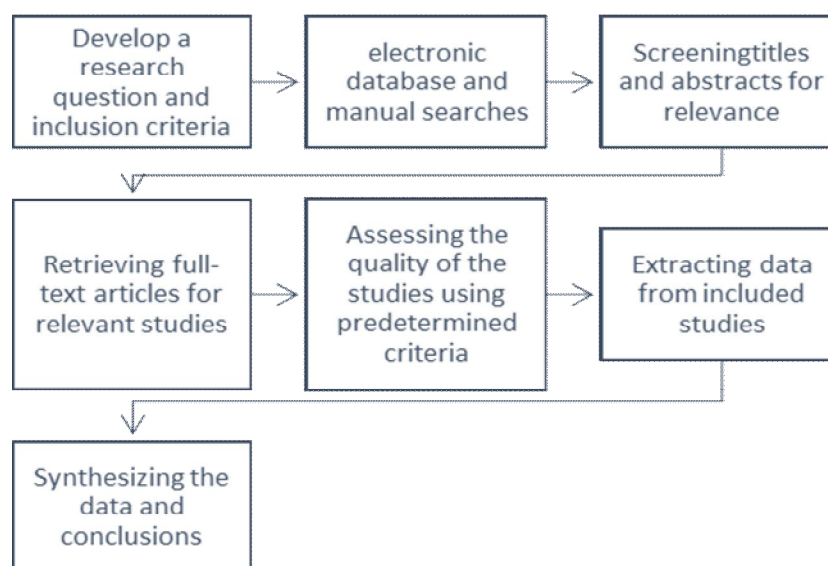 Develop a
research
question and
inclusion criteria
electronic
database and
manual searches
Screeningtitles
and abstracts for
relevance
Retrieving full-
text articles for
relevant studies
Assessing the
quality of the
studies using
predetermined
criteria
Extracting data
from included
studies
Synthesizing the
data and
conclusions